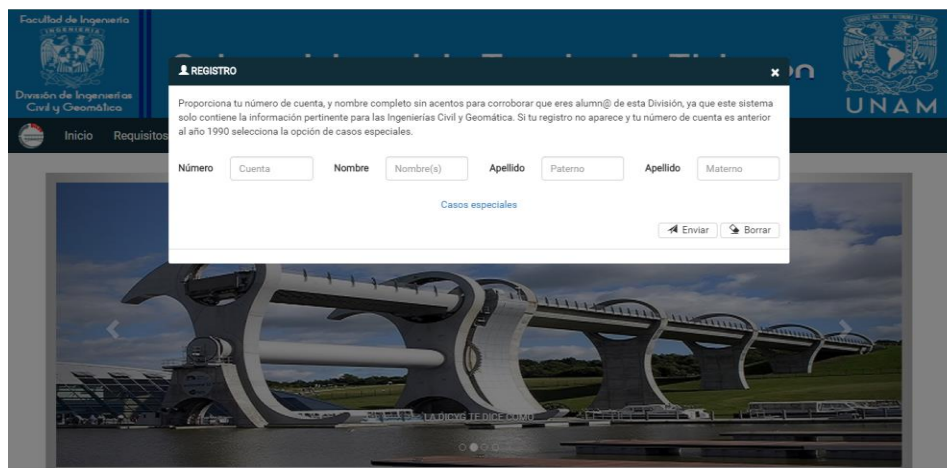 Facultad de Ingeniería
INGENIERIA
División de Ingenierías
Civil y Geomática
UNAM
Inicio Requisitos
REGISTRO
Proporciona tu número de cuenta, y nombre completo sin acentos para corroborar que eres alumn@ de esta División, ya que este sistema
solo contiene la información pertinente para las Ingenierías Civil y Geomática. Si tu registro no aparece y tu número de cuenta es anterior
al año 1990 selecciona la opción de casos especiales.
Número Cuenta Nombre Nombre(s) Apellido Paterno Apellido Materno
Casos especiales
Enviar Borrar
LA DICYG TE DICE COMO